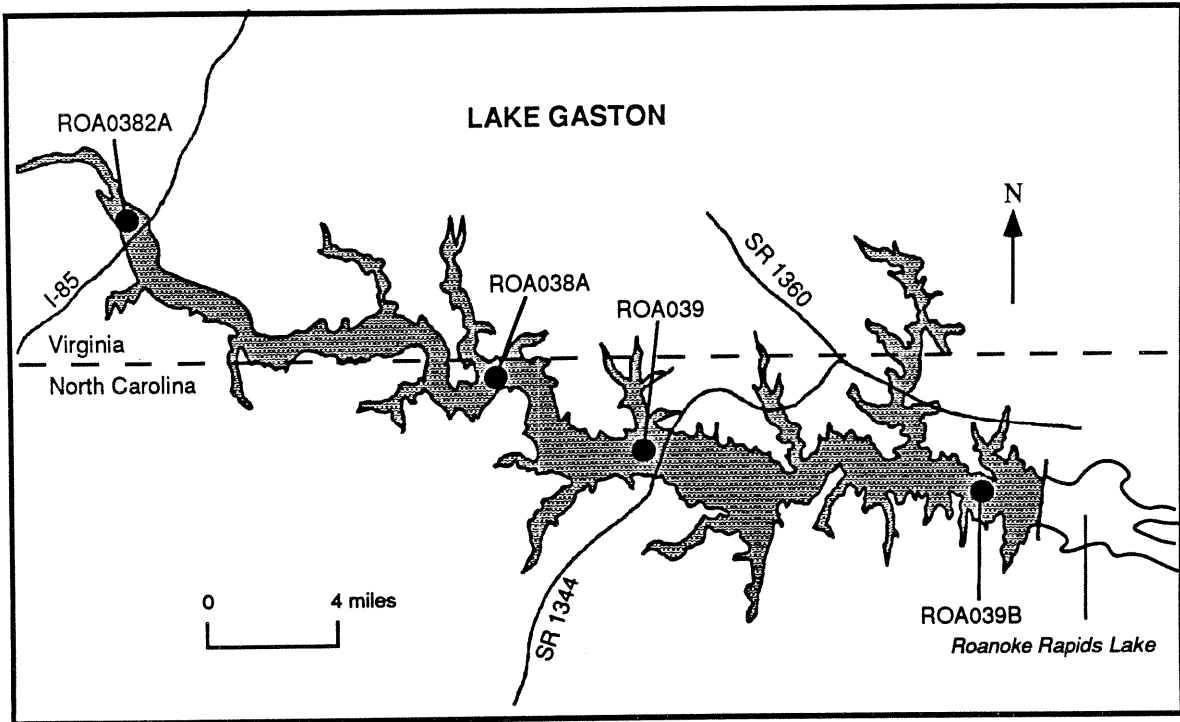 LAKE GASTON
ROA0382A
N
SR 1360
ROA038A
I-85
ROA039
Virginia
North Carolina
0 4 miles
SR 1344
ROA039B
Roanoke Rapids Lake